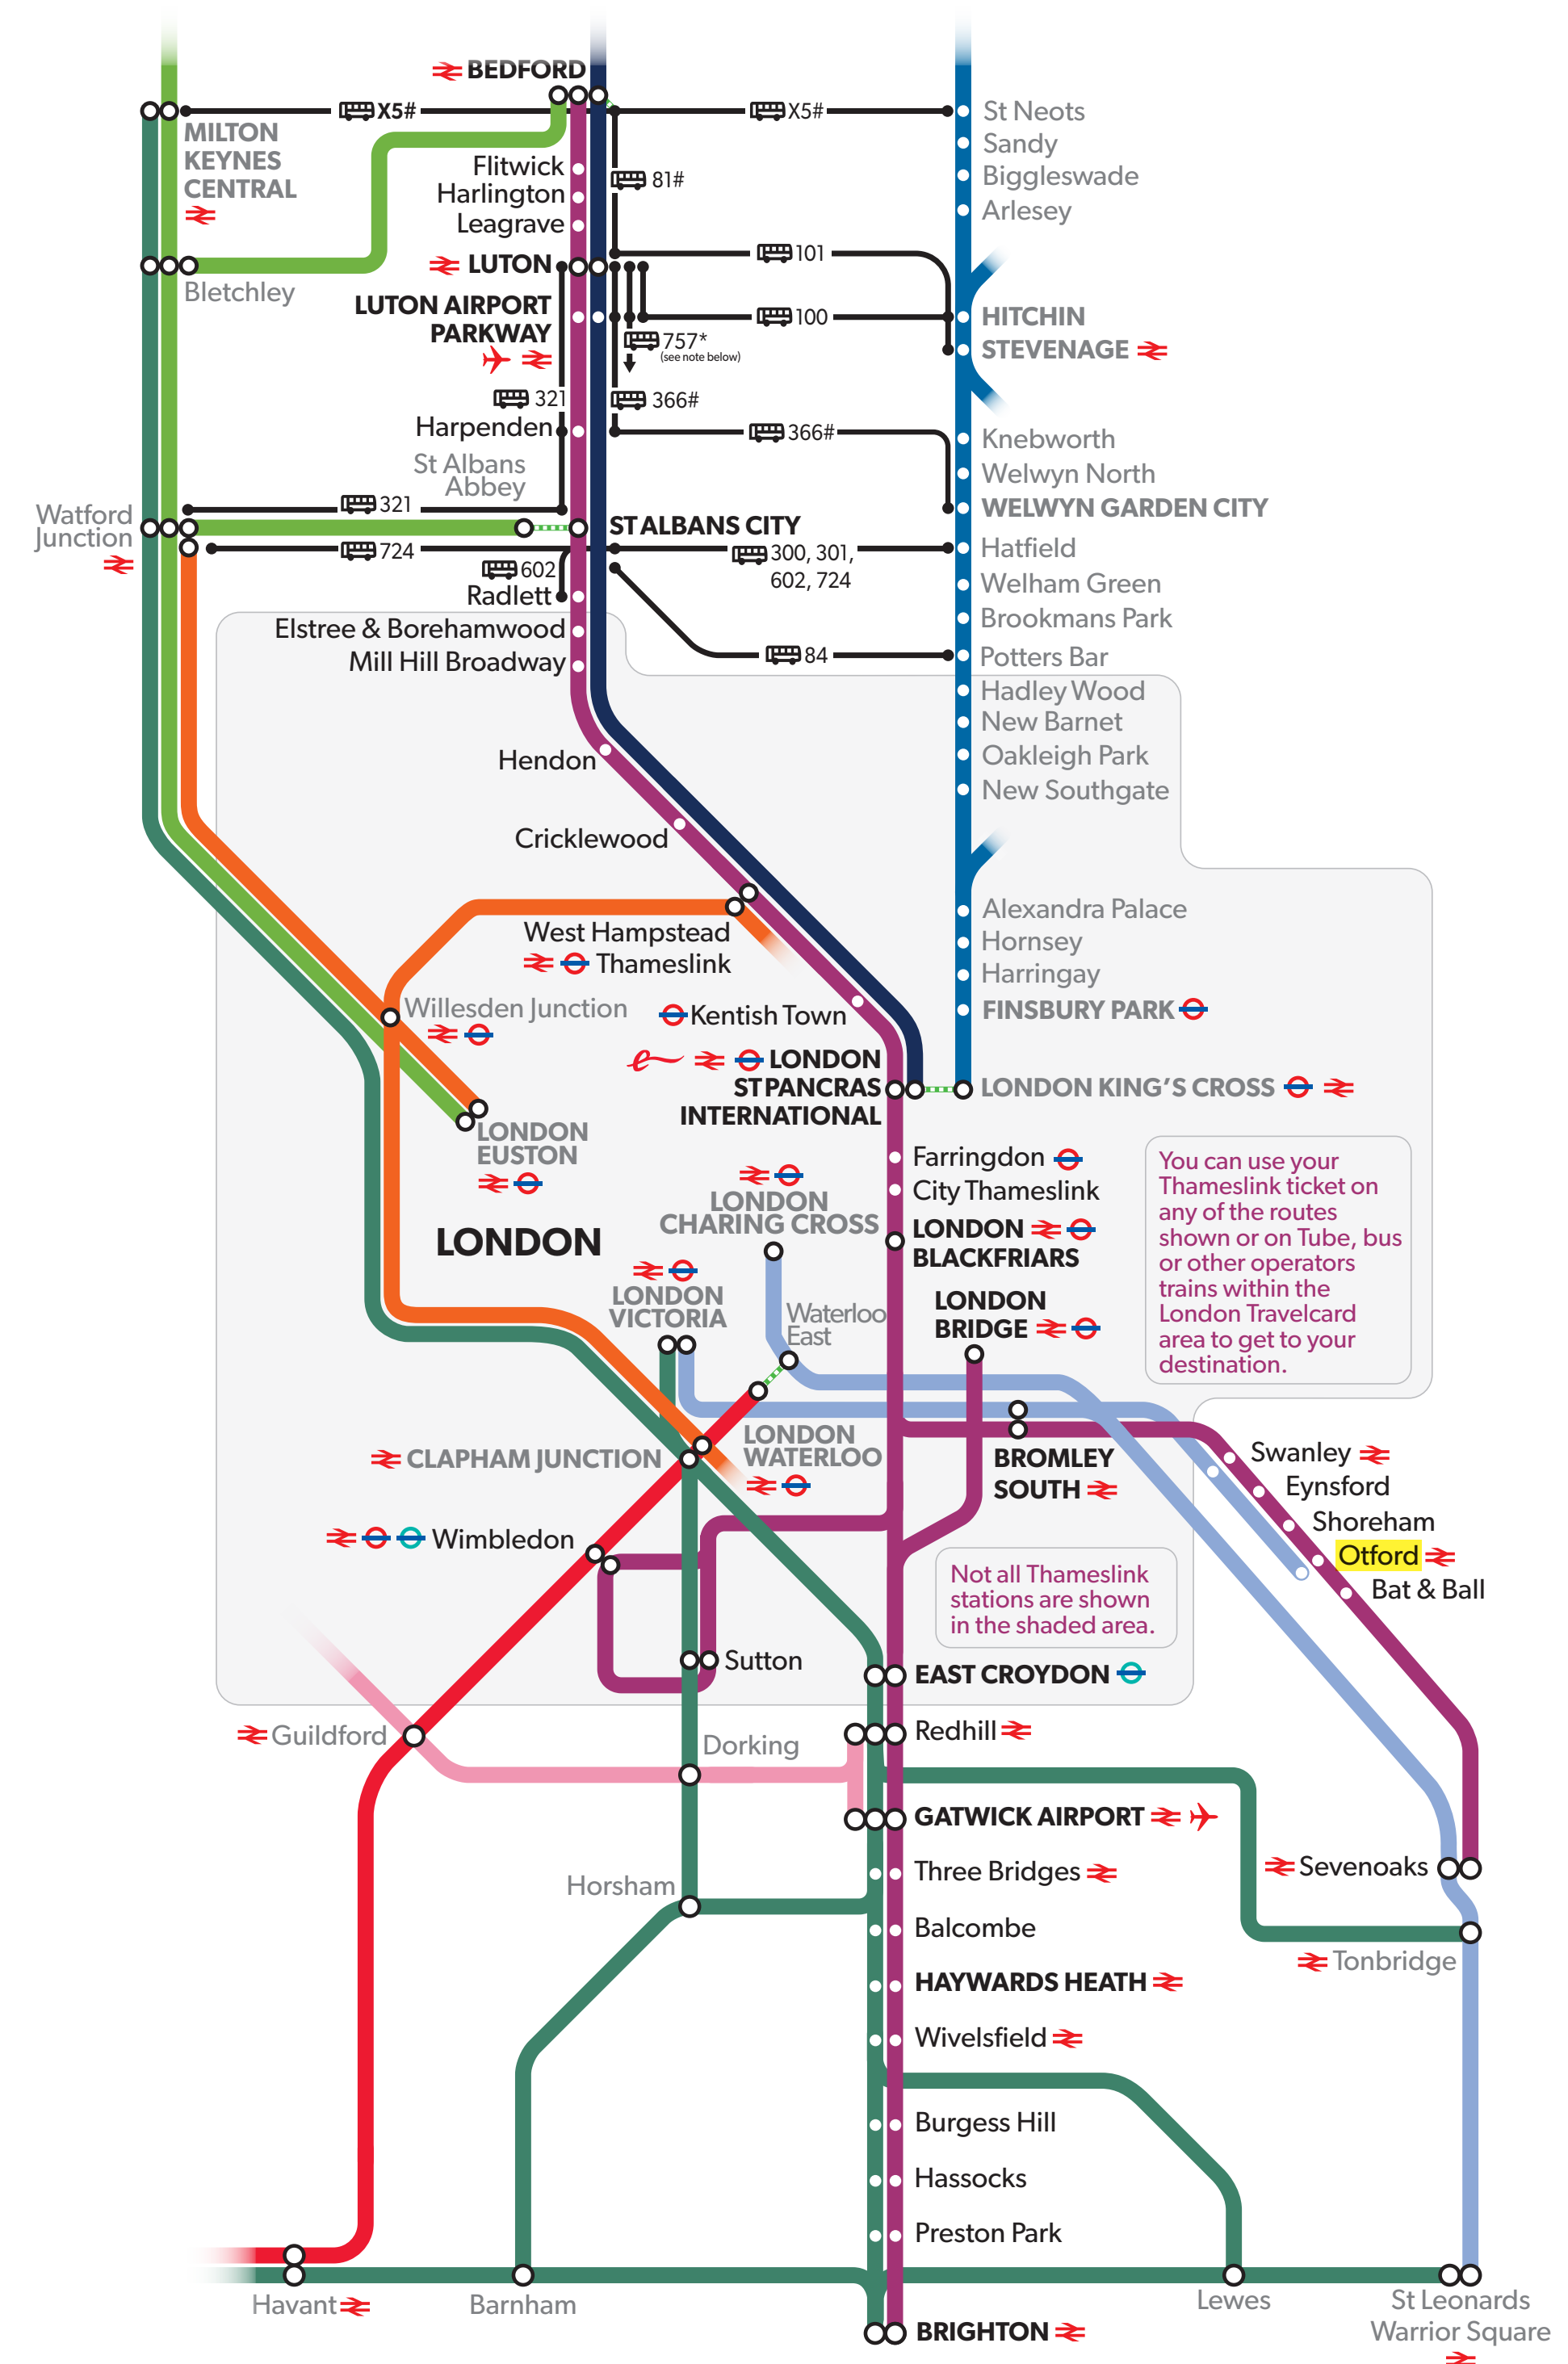 BEDFORD
X5#
X5#
St Neots
MILTON
KEYNES
CENTRAL
Sandy
Flitwick
81#
Biggleswade
Harlington
Arlesey
Leagrave
101
LUTON
Bletchley
LUTON AIRPORT
PARKWAY
100
HITCHIN
757*
(see note below)
STEVENAGE
321
366#
Harpenden
366#
Knebworth
St Albans
Abbey
Welwyn North
321
WELWYN GARDEN CITY
Watford
Junction
ST ALBANS CITY
724
300, 301,
602, 724
Hatfield
602
Radlett
Welham Green
Brookmans Park
Elstree & Borehamwood
84
Potters Bar
Mill Hill Broadway
Hadley Wood
New Barnet
Hendon
Oakleigh Park
New Southgate
Cricklewood
West Hampstead
Thameslink
Alexandra Palace
Hornsey
Harringay
Willesden Junction
Kentish Town
FINSBURY PARK
LONDON
ST PANCRAS
INTERNATIONAL
LONDON KING'S CROSS
LONDON
EUSTON
Farringdon
City Thameslink
You can use your
Thameslink ticket on
any of the routes
shown or on Tube, bus
or other operators
trains within the
London Travelcard
area to get to your
destination.
LONDON
CHARING CROSS
LONDON
LONDON
BLACKFRIARS
LONDON
VICTORIA
Waterloo
East
LONDON
BRIDGE
CLAPHAM JUNCTION
LONDON
WATERLOO
BROMLEY
SOUTH
Swanley
Eynsford
Shoreham
Otford
Bat & Ball
Wimbledon
Not all Thameslink
stations are shown
in the shaded area.
Sutton
EAST CROYDON
Guildford
Dorking
Redhill
GATWICK AIRPORT
Three Bridges
Sevenoaks
Horsham
Balcombe
Tonbridge
HAYWARDS HEATH
Wivelsfield
Burgess Hill
Hassocks
Preston Park
Havant
Barnham
Lewes
St Leonards
Warrior Square
BRIGHTON